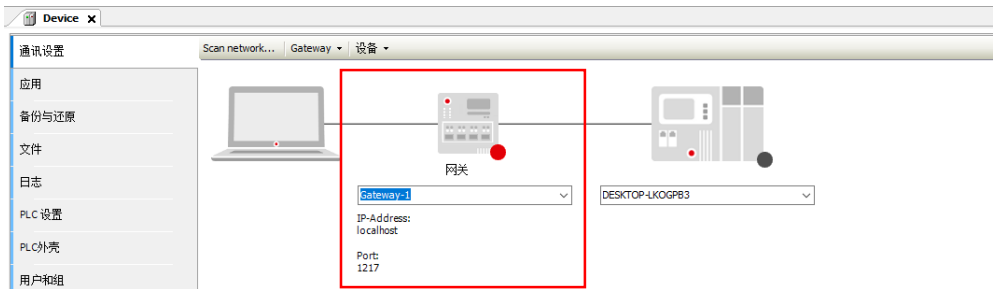 Device
通讯设置
Scan network...
Gateway
设备
应用
备份与还原
文件
日志
PLC 设置
PLC外壳
用户和组
网关
Gateway-1
IP-Address:
localhost
Port:
1217
DESKTOP-LKOGPB3